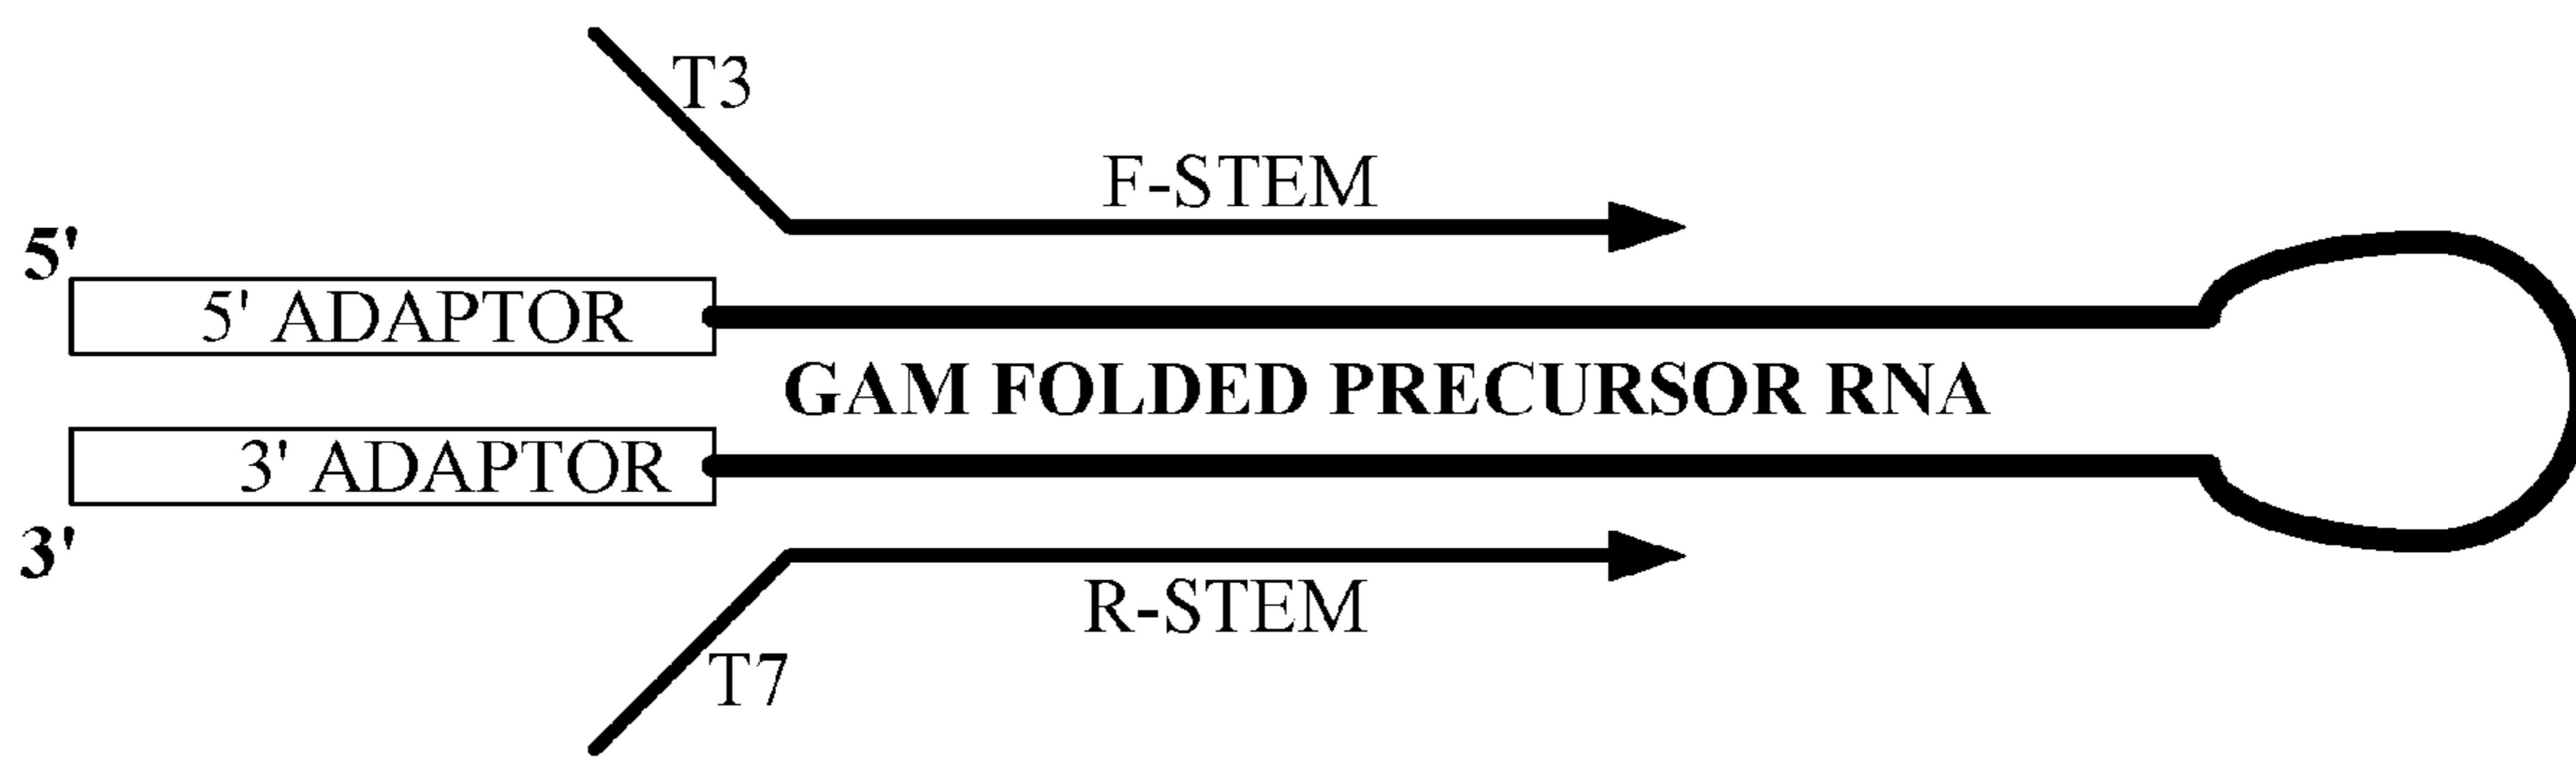 T3
F-STEM
5'
5' ADAPTOR
GAM FOLDED PRECURSOR RNA
3' ADAPTOR
3'
R-STEM
T7